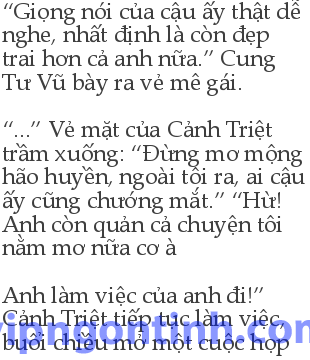 “Giọng nói của cậu ấy thật dễ
nghe, nhất định là còn đẹp
trai hơn cả anh nữa.” Cung
Tư Vũ bày ra vẻ mê gái.
“...” Vẻ mặt của Cảnh Triệt
trầm xuống: “Đừng mơ mộng
hão huyền, ngoài tôi ra, ai cậu
ấy cũng chướng mắt.” “Hừ!
Anh còn quản cả chuyện tôi
nằm mơ nữa cơ à
Anh làm việc của anh đi!”
Cảnh Triệt tiếp tục làm việc,
buổi chiều mở một cuộc họp
vipngontinh.com